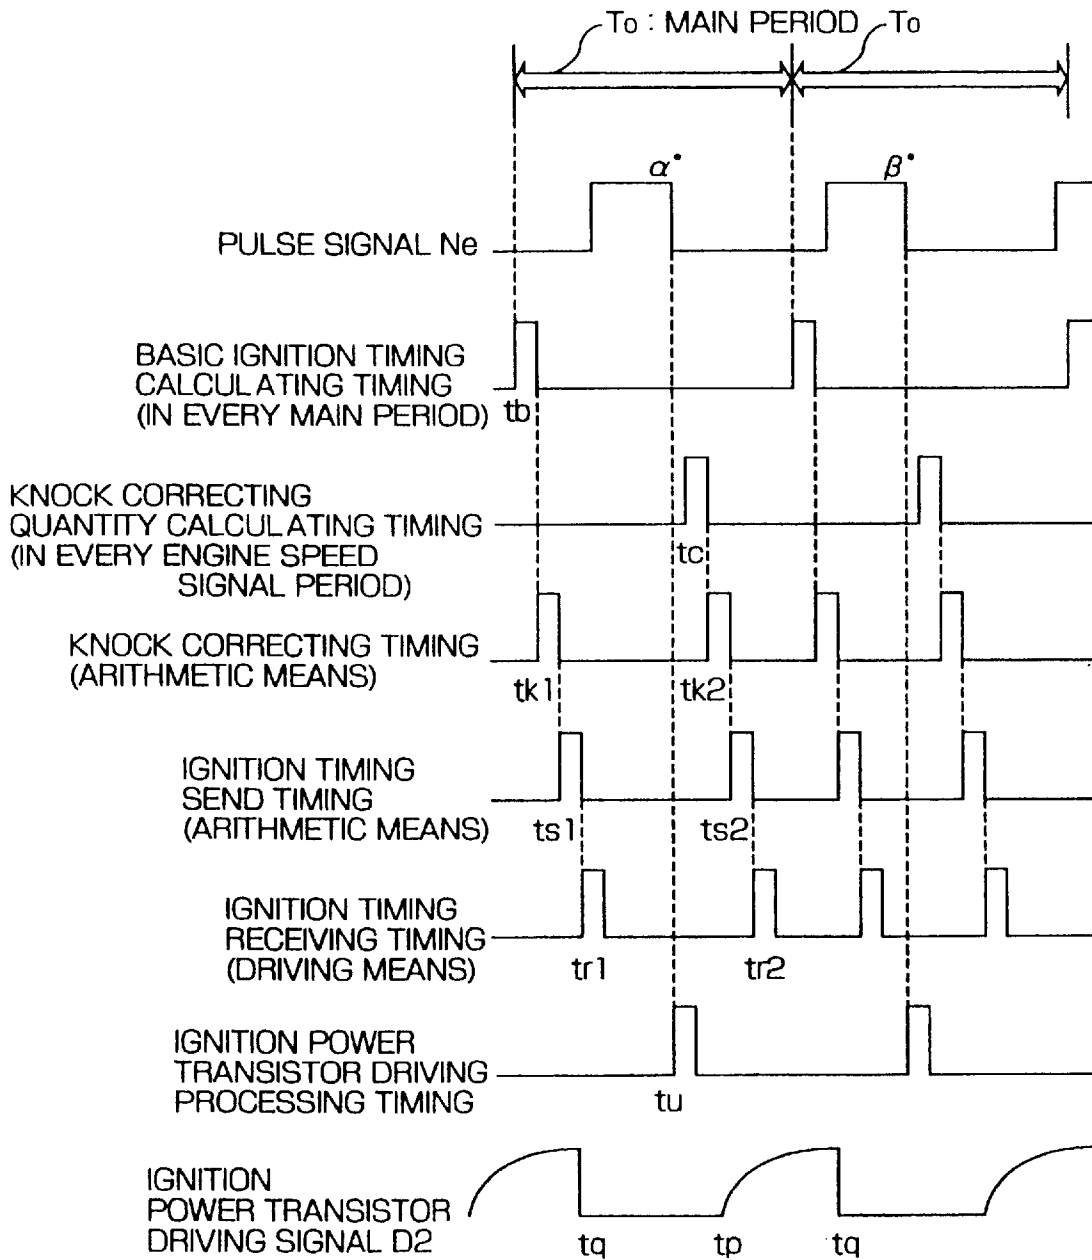 To : MAIN PERIOD To
α° β°
PULSE SIGNAL Ne
BASIC IGNITION TIMING
CALCULATING TIMING
(IN EVERY MAIN PERIOD)
tb
KNOCK CORRECTING
QUANTITY CALCULATING TIMING
(IN EVERY ENGINE SPEED
SIGNAL PERIOD)
tc
KNOCK CORRECTING TIMING
(ARITHMETIC MEANS)
tk1 tk2
IGNITION TIMING
SEND TIMING
(ARITHMETIC MEANS)
ts1 ts2
IGNITION TIMING
RECEIVING TIMING
(DRIVING MEANS)
tr1 tr2
IGNITION POWER
TRANSISTOR DRIVING
PROCESSING TIMING
tu
IGNITION
POWER TRANSISTOR
DRIVING SIGNAL D2
tq tp tq